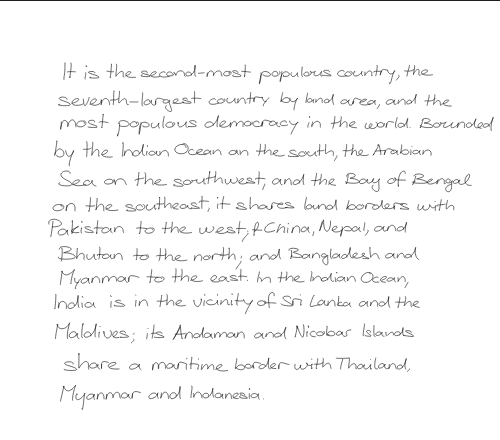 It is the second-most populous country, the
seventh-largest country by land area, and the
most populous democracy in the world. Bounded
by the Indian Ocean on the south, the Arabian
Sea on the southwest, and the Bay of Bengal
on the southeast, it shares land borders with
Pakistan to the west; f China, Nepal, and
Bhutan to the north; and Bangladesh and
Myanmar to the east. In the Indian Ocean,
India is in the vicinity of Sri Lanka and the
Maldives; its Andaman and Nicobar Islands
share a maritime border with Thailand,
Myanmar and Indonesia.